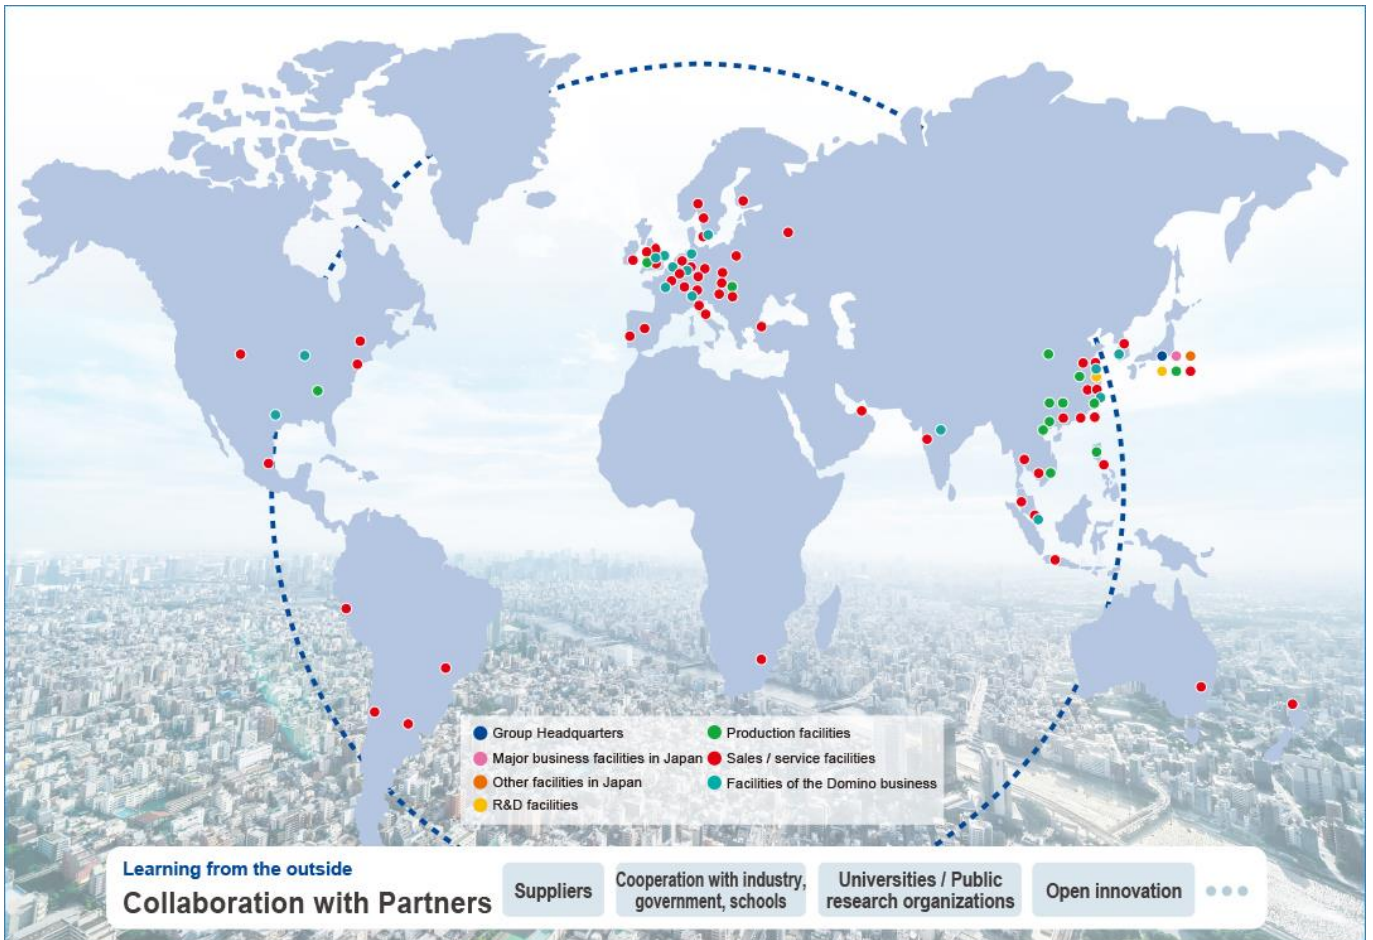 Group Headquarters
Major business facilities in Japan
Other facilities in Japan
R&D facilities
Production facilities
Sales / service facilities
Facilities of the Domino business
Learning from the outside
Collaboration with Partners
Suppliers
Cooperation with industry,
government, schools
Universities / Public
research organizations
Open innovation